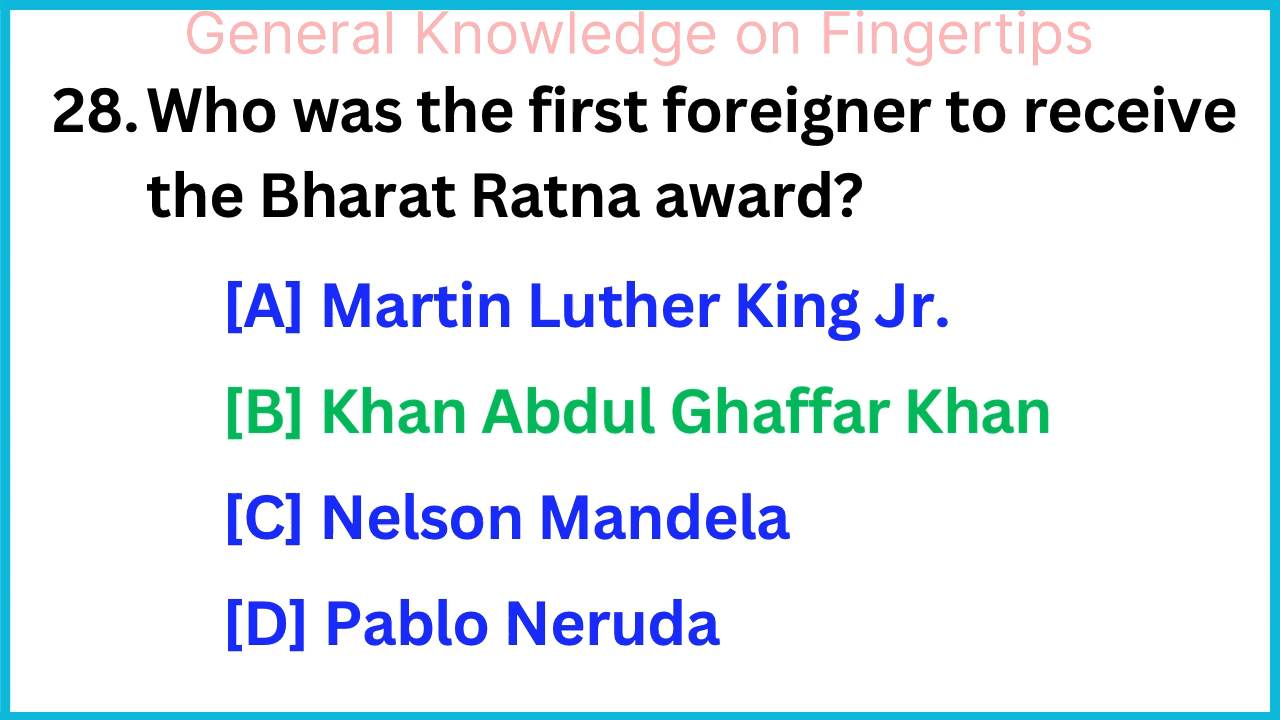 General Knowledge on Fingertips
28. Who was the first foreigner to receive
the Bharat Ratna award?
[A] Martin Luther King Jr.
[B] Khan Abdul Ghaffar Khan
[C] Nelson Mandela
[D] Pablo Neruda